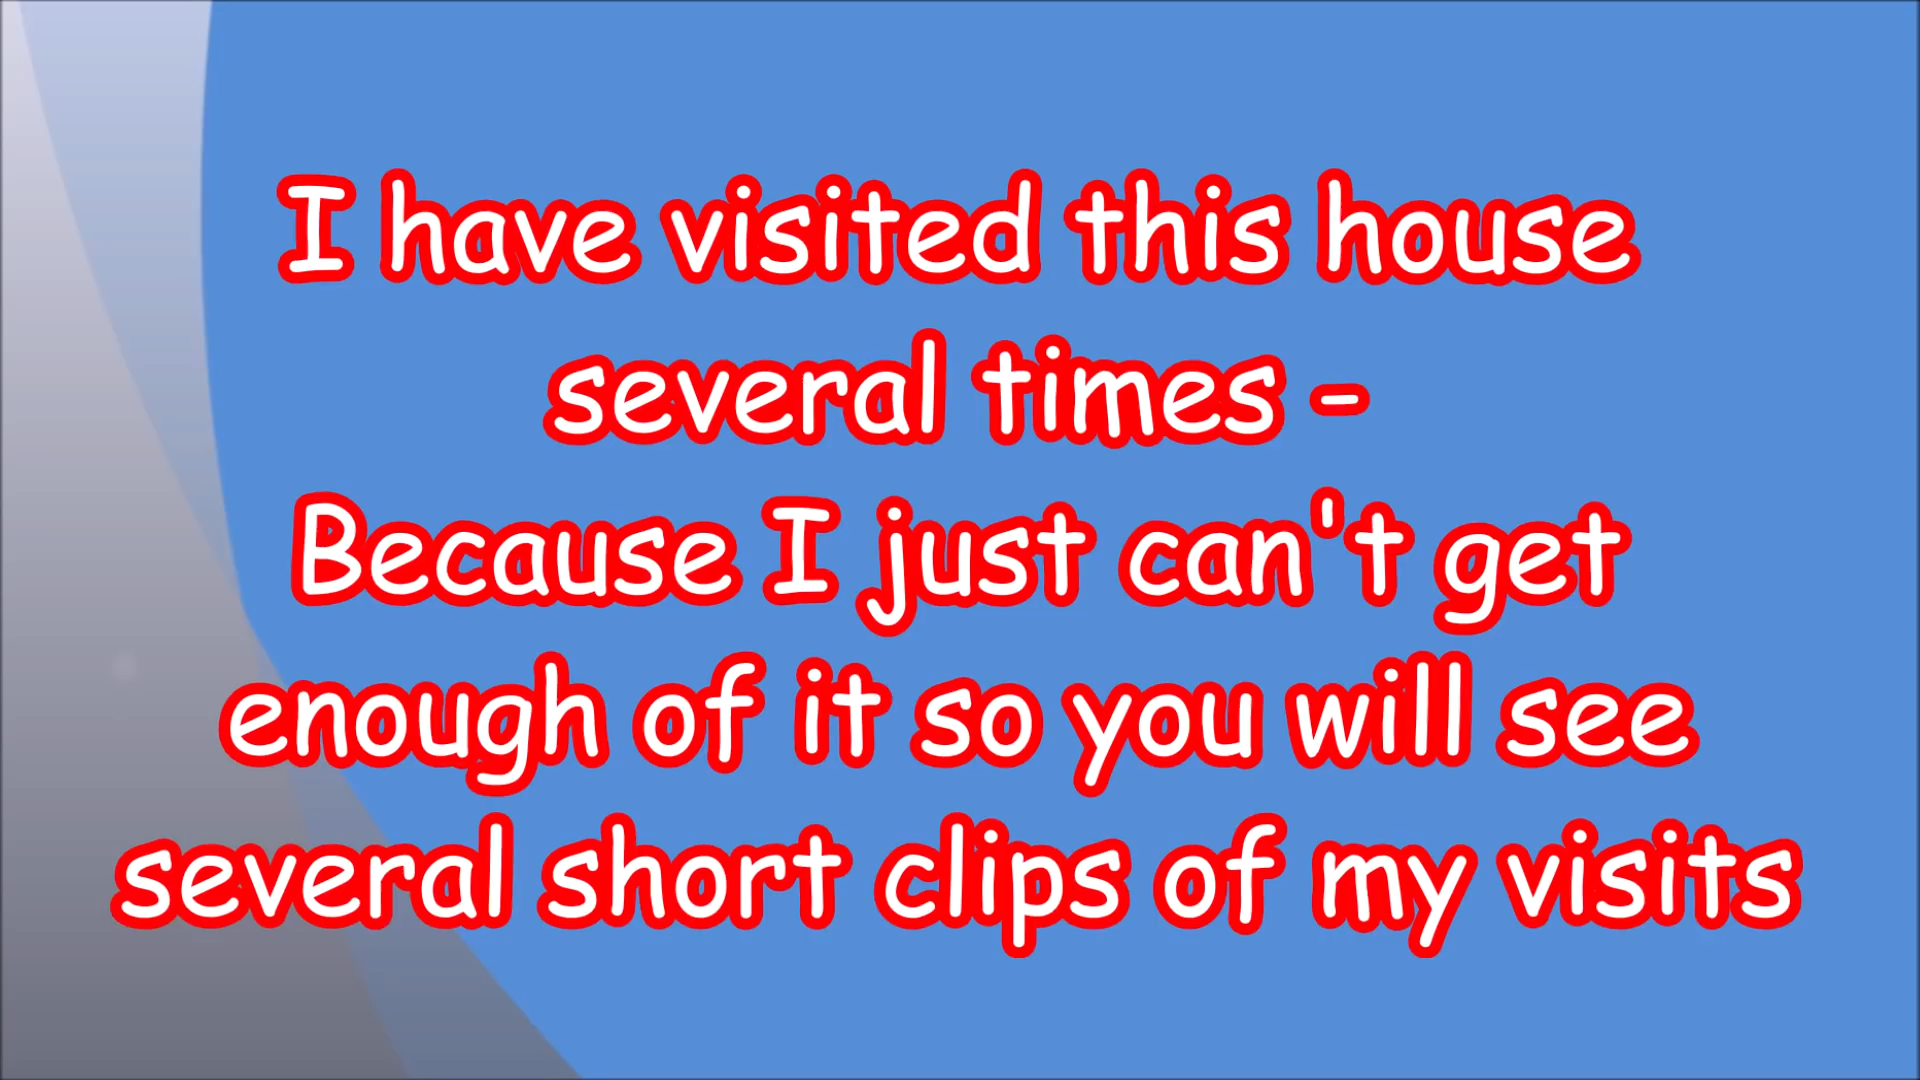 I have visited this house
several times -
Because I just can't get
enough of it so you will see
several short clips of my visits